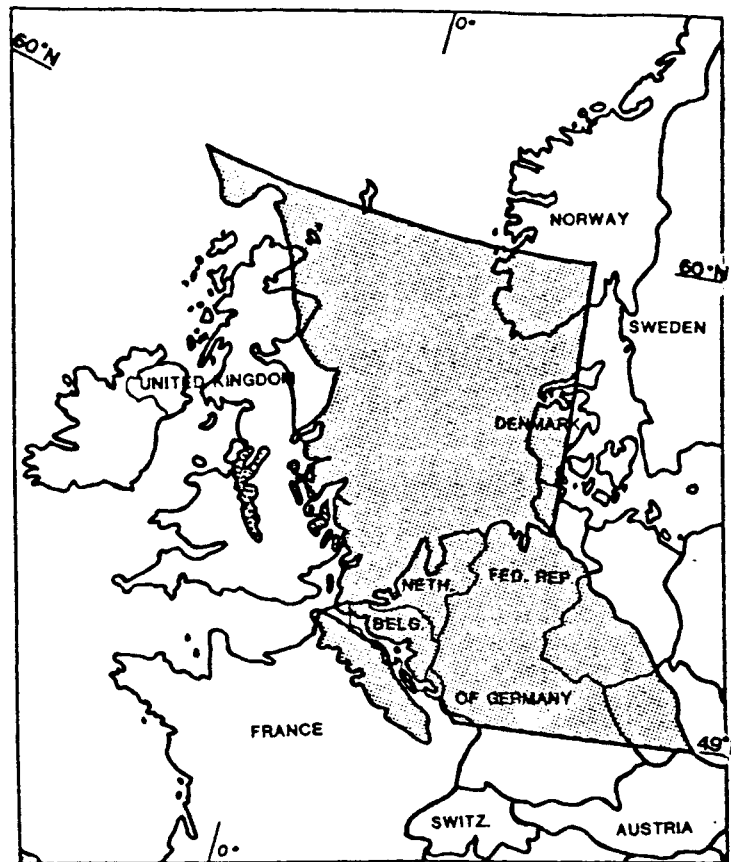 0°
60°N
NORWAY
60°N
SWEDEN
UNITED KINGDOM
DENMARK
NETH.
FED. REP.
BELG.
OF GERMANY
FRANCE
49°
SWITZ.
AUSTRIA
0°